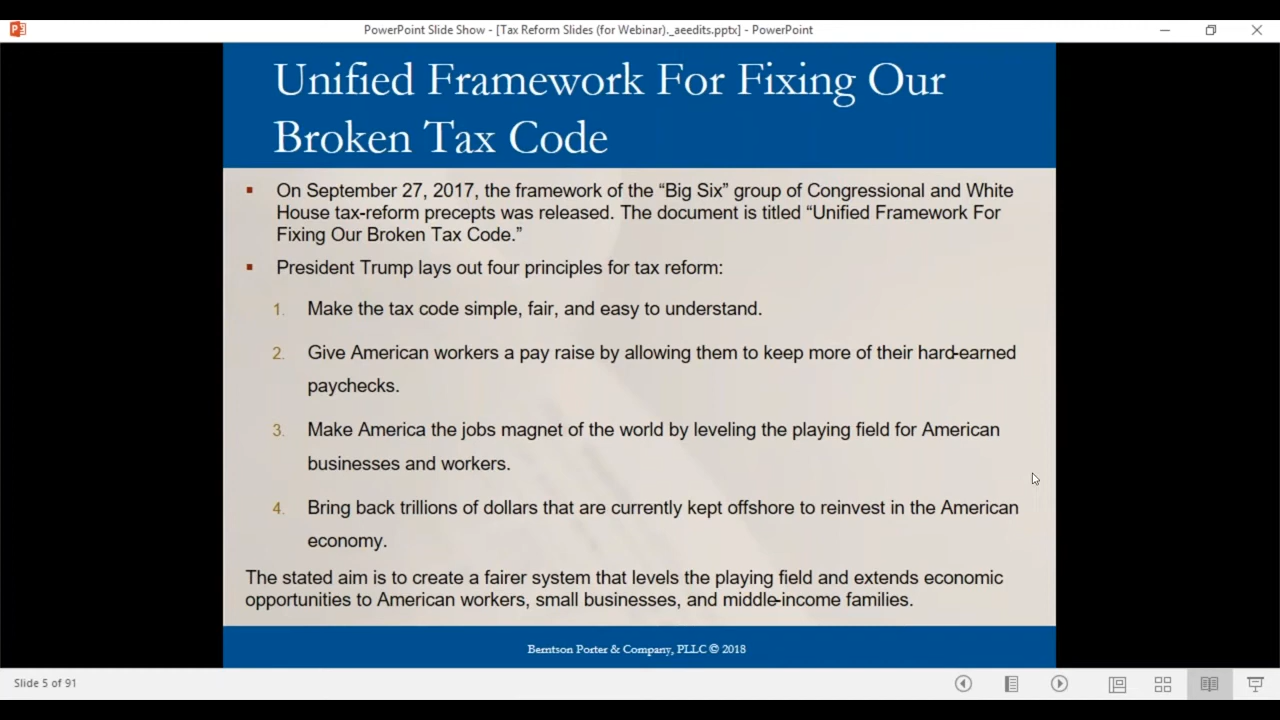 PowerPoint Slide Show - [Tax Reform Slides (for Webinar)._aeedits.pptx] - PowerPoint
Unified Framework For Fixing Our
Broken Tax Code
▪ On September 27, 2017, the framework of the “Big Six” group of Congressional and White
House tax-reform precepts was released. The document is titled “Unified Framework For
Fixing Our Broken Tax Code.”
▪ President Trump lays out four principles for tax reform:
1. Make the tax code simple, fair, and easy to understand.
2. Give American workers a pay raise by allowing them to keep more of their hard-earned
paychecks.
3. Make America the jobs magnet of the world by leveling the playing field for American
businesses and workers.
4. Bring back trillions of dollars that are currently kept offshore to reinvest in the American
economy.
The stated aim is to create a fairer system that levels the playing field and extends economic
opportunities to American workers, small businesses, and middle-income families.
Berntson Porter & Company, PLLC © 2018
Slide 5 of 91